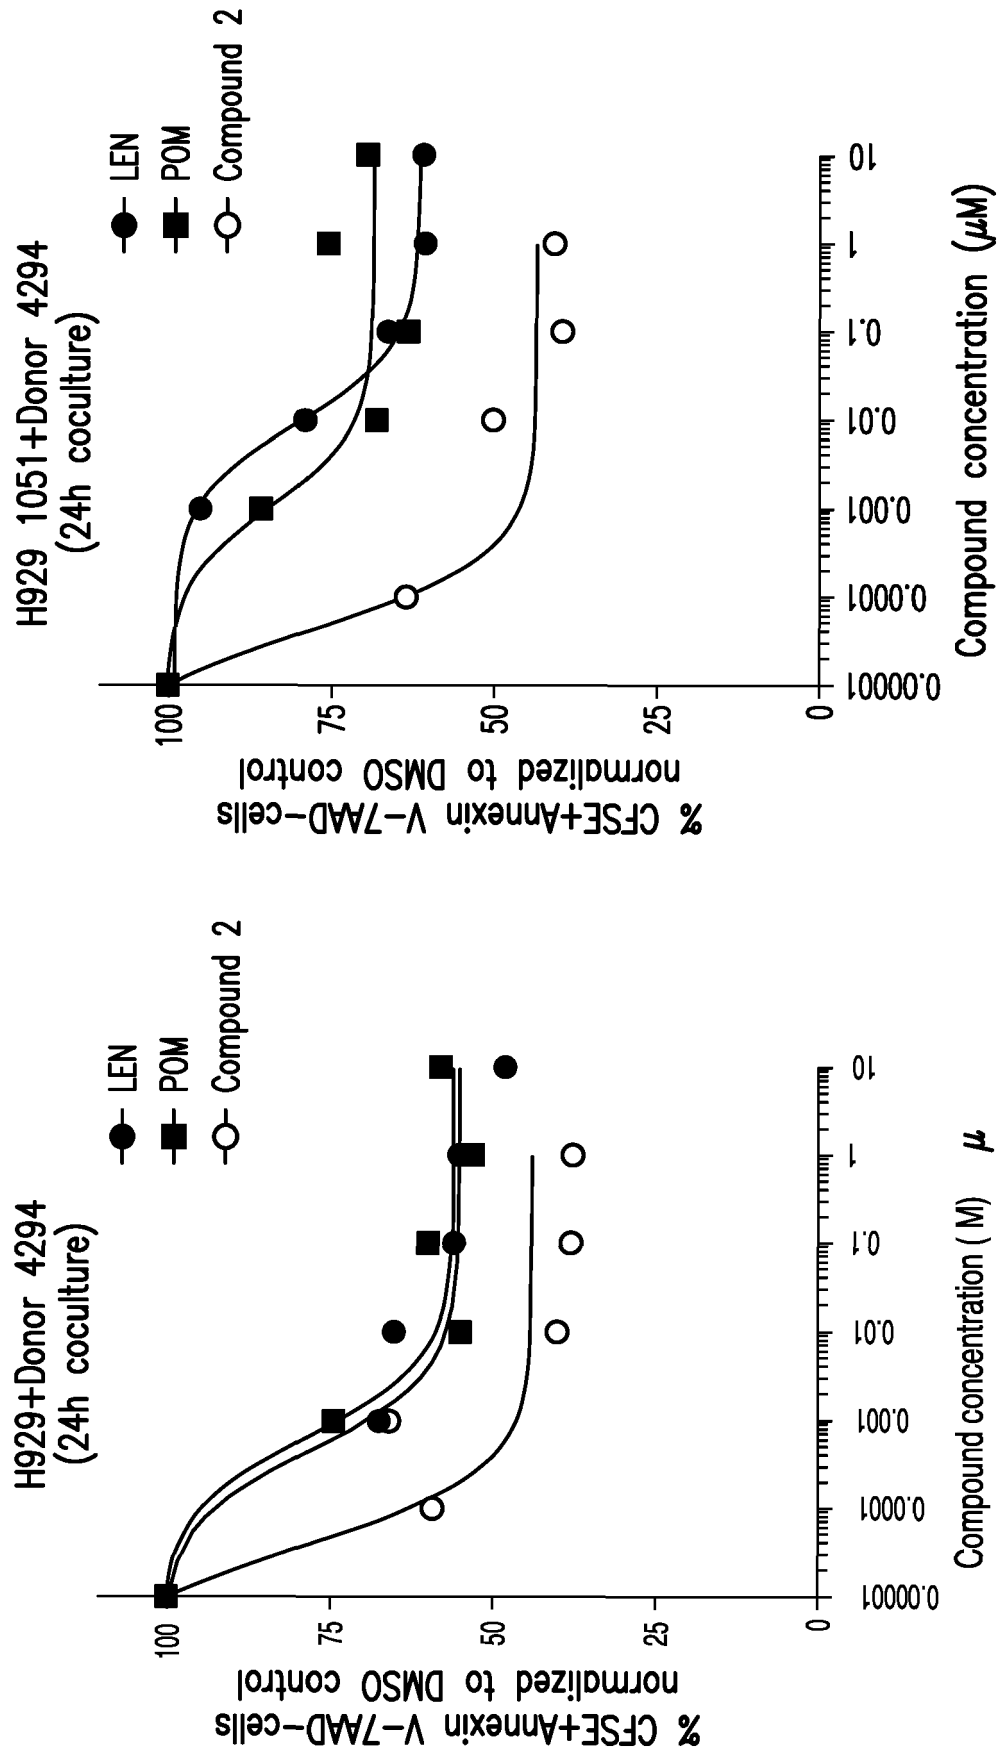 H929+Donor 4294
(24h coculture)
LEN
POM
Compound 2
% CFSE+Annexin V-7AAD-cells
normalized to DMSO control
100
75
50
25
0
0.00001
0.0001
0.001
0.01
0.1
1
10
Compound concentration ( M) μ
H929 1051+Donor 4294
(24h coculture)
LEN
POM
Compound 2
% CFSE+Annexin V-7AAD-cells
normalized to DMSO control
100
75
50
25
0
0.00001
0.0001
0.001
0.01
0.1
1
10
Compound concentration (μM)